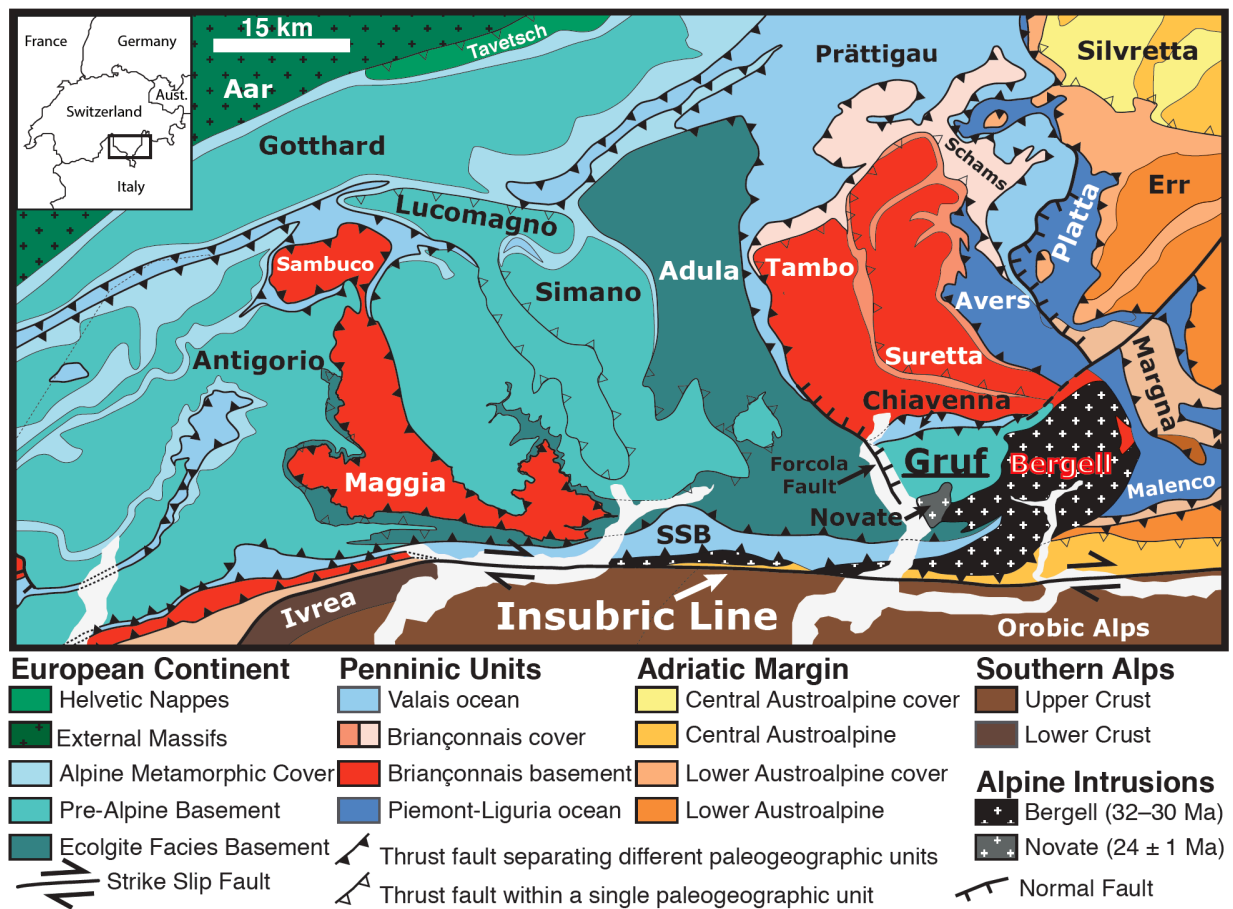 France
Germany
Aust.
Switzerland
Italy
15 km
Tavetsch
Aar
Gotthard
Prättigau
Silvretta
Schams
Err
Lucomagno
Platta
Sambuco
Simano
Adula
Tambo
Avers
Antigorio
Suretta
Margna
Chiavenna
Maggia
Forcola
Fault
Gruf
Bergell
Malenco
Novate
SSB
Ivrea
Insubric Line
Orobic Alps
European Continent
Helvetic Nappes
External Massifs
Alpine Metamorphic Cover
Pre-Alpine Basement
Ecolgite Facies Basement
Strike Slip Fault
Penninic Units
Valais ocean
Briançonnais cover
Briançonnais basement
Piemont-Liguria ocean
Thrust fault separating different paleogeographic units
Thrust fault within a single paleogeographic unit
Adriatic Margin
Central Austroalpine cover
Central Austroalpine
Lower Austroalpine cover
Lower Austroalpine
Southern Alps
Upper Crust
Lower Crust
Alpine Intrusions
Bergell (32–30 Ma)
Novate (24 ± 1 Ma)
Normal Fault